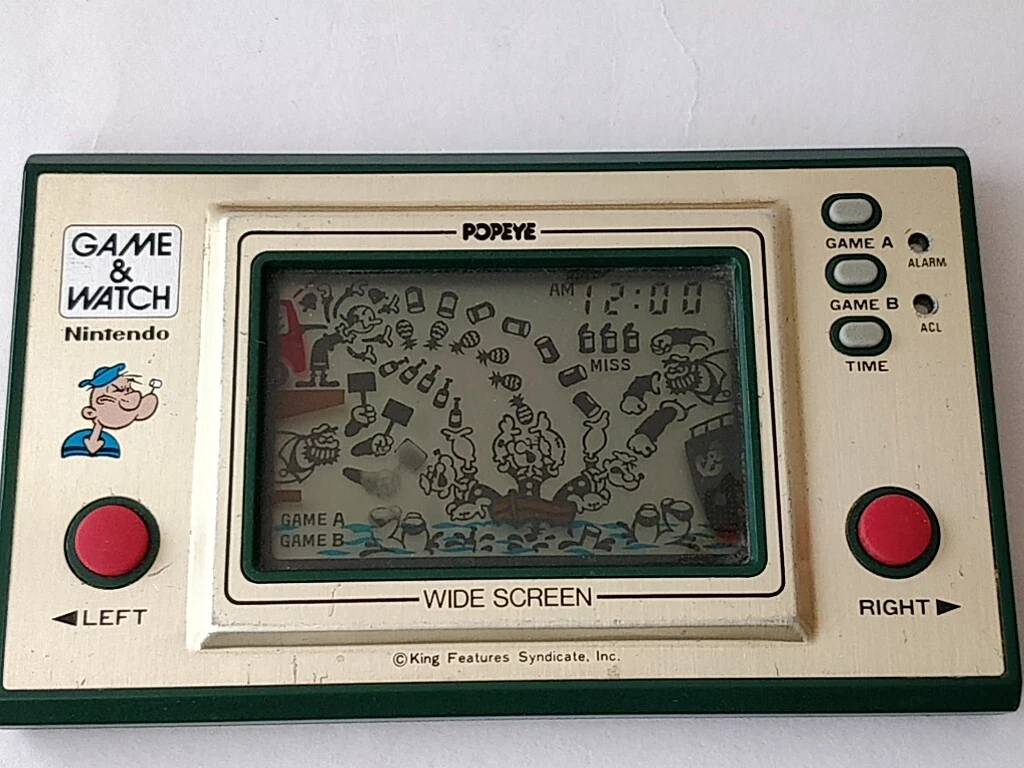 POPEYE
GAME
&
WATCH
Nintendo
AM 12:00
MISS
GAME A
GAME B
GAME A
ALARM
GAME B
ACL
TIME
◀LEFT
WIDE SCREEN
RIGHT▶
©King Features Syndicate, Inc.